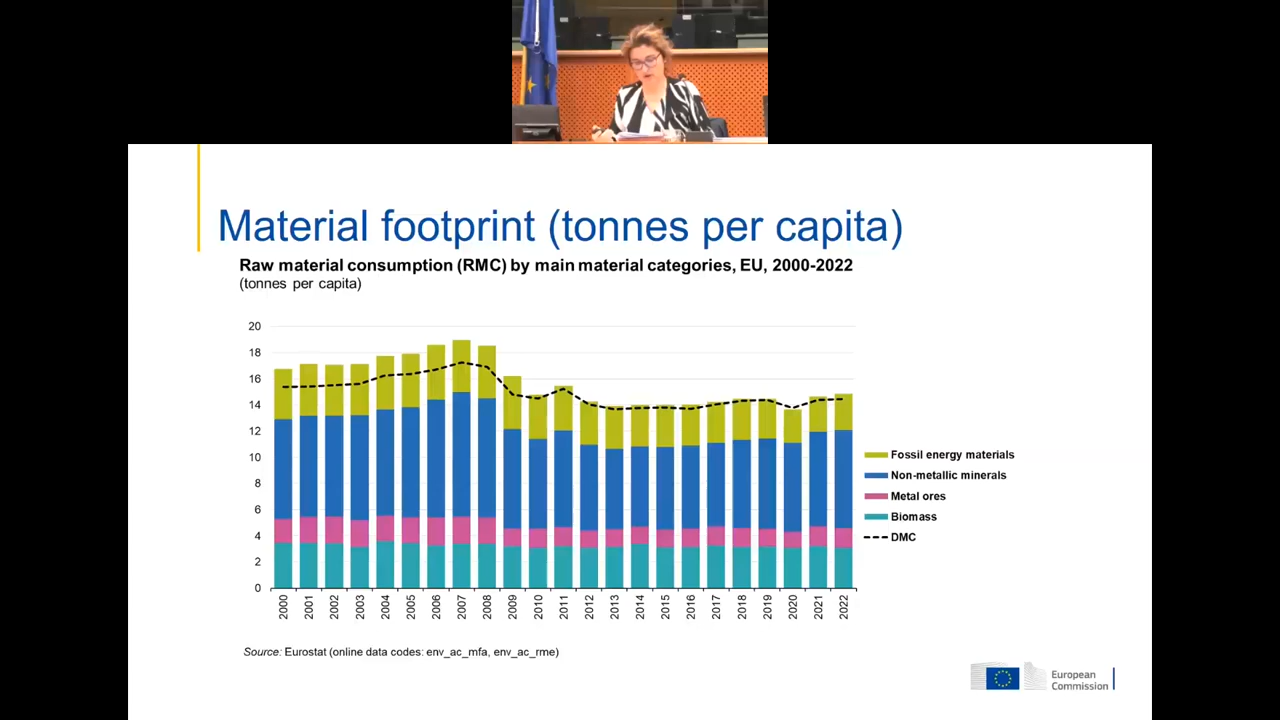 Material footprint (tonnes per capita)
Raw material consumption (RMC) by main material categories, EU, 2000-2022
(tonnes per capita)
20
18
16
14
12
10
8
6
4
2
0
2000 2001 2002 2003 2004 2005 2006 2007 2008 2009 2010 2011 2012 2013 2014 2015 2016 2017 2018 2019 2020 2021 2022
Fossil energy materials
Non-metallic minerals
Metal ores
Biomass
DMC
Source: Eurostat (online data codes: env_ac_mfa, env_ac_rme)
European
Commission